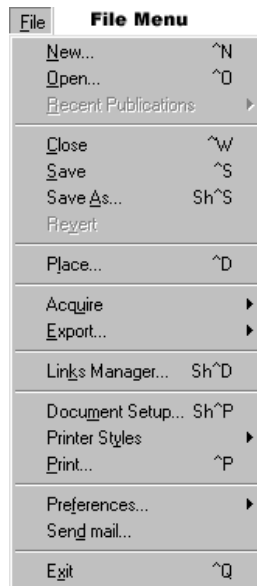 File File Menu
New... ^N
Open... ^O
Recent Publications
Close ^W
Save ^S
Save As... Sh^S
Revert
Place... ^D
Acquire
Export...
Links Manager... Sh^D
Document Setup... Sh^P
Printer Styles
Print... ^P
Preferences...
Send mail...
Exit ^Q